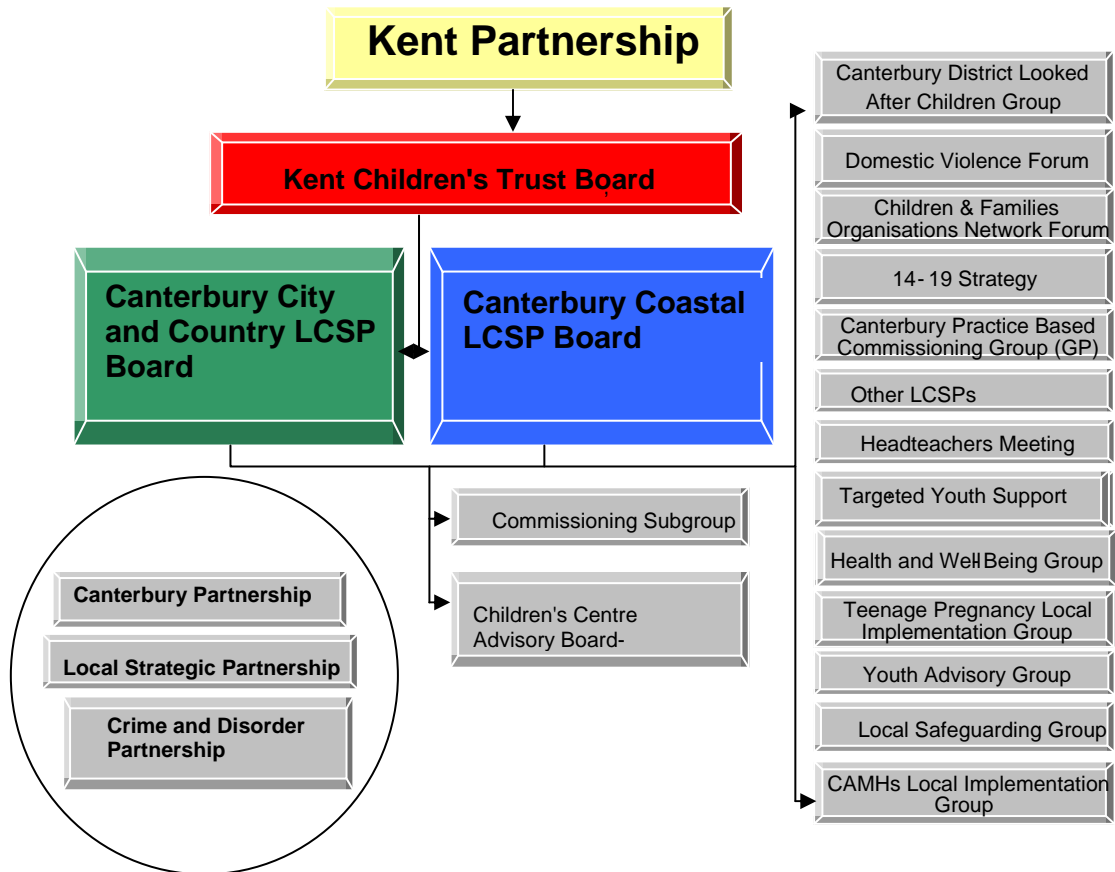 Kent Partnership
Kent Children's Trust Board
Canterbury City
and Country LCSP
Board
Canterbury Coastal
LCSP Board
Commissioning Subgroup
Children's Centre
Advisory Board-
Canterbury Partnership
Local Strategic Partnership
Crime and Disorder
Partnership
Canterbury District Looked
After Children Group
Domestic Violence Forum
Children & Families
Organisations Network Forum
14- 19 Strategy
Canterbury Practice Based
Commissioning Group (GP)
Other LCSPs
Headteachers Meeting
Targeted Youth Support
Health and Well-Being Group
Teenage Pregnancy Local
Implementation Group
Youth Advisory Group
Local Safeguarding Group
CAMHs Local Implementation
Group